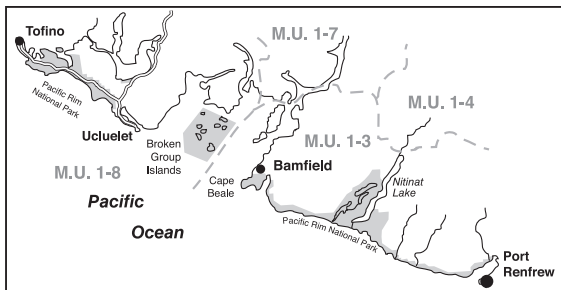 M.U. 1-7
Tofino
M.U. 1-4
Pacific Rim
National Park
Ucluelet
Broken
Group
Islands
M.U. 1-3
M.U. 1-8
Bamfield
Cape
Beale
Nitinat
Lake
Pacific
Ocean
Pacific Rim National Park
Port
Renfrew